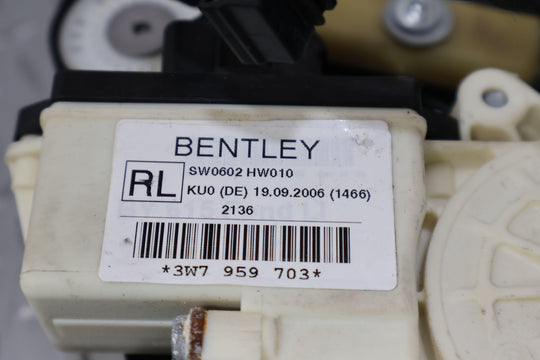 BENTLEY
RL
SW0602 HW010
KU0 (DE) 19.09.2006 (1466)
2136
*3W7 959 703*